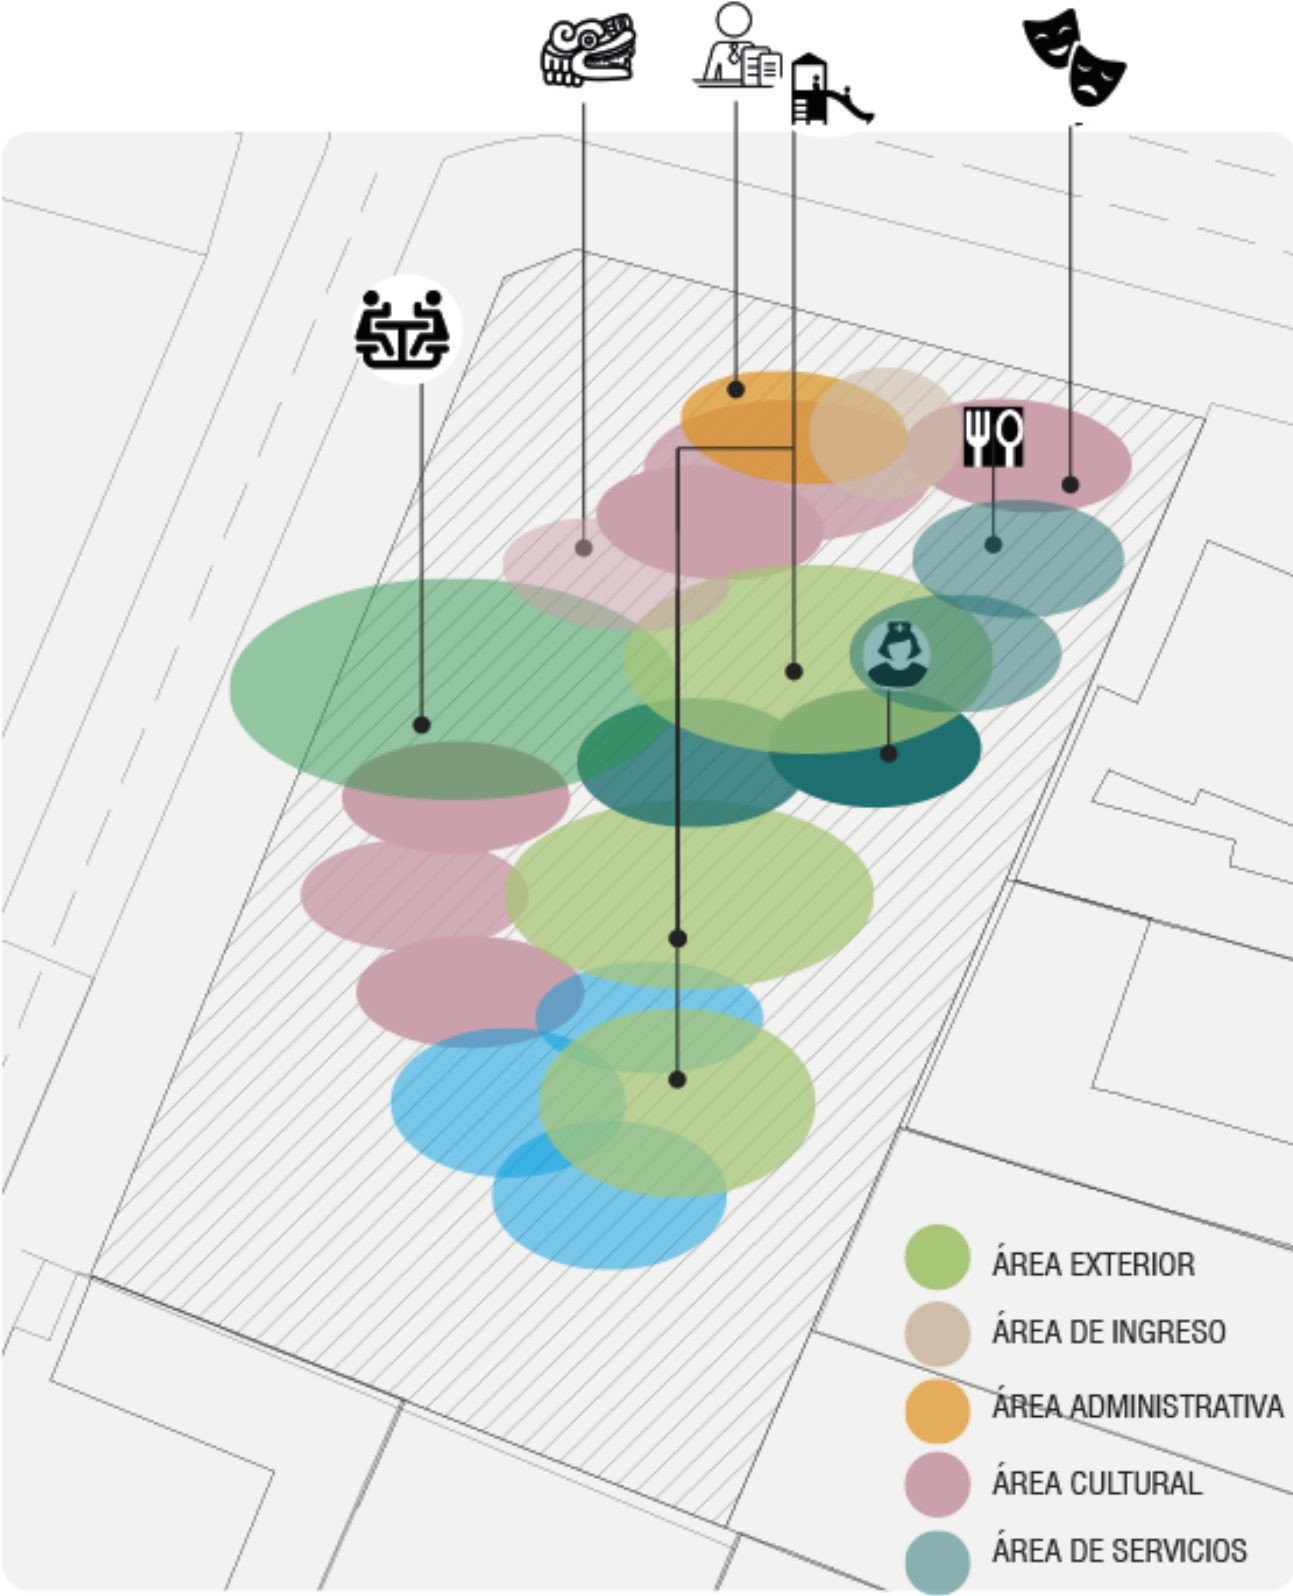 ÁREA EXTERIOR
ÁREA DE INGRESO
ÁREA ADMINISTRATIVA
ÁREA CULTURAL
ÁREA DE SERVICIOS